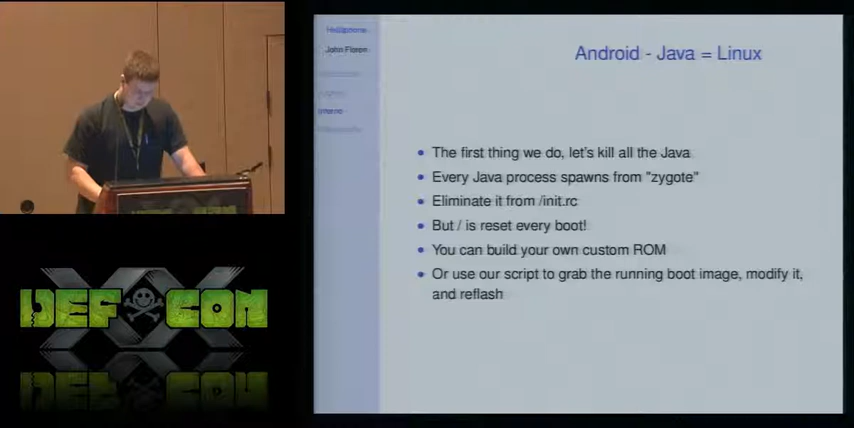 Hellaphone
John Floren
Android - Java = Linux
• The first thing we do, let's kill all the Java
• Every Java process spawns from "zygote"
• Eliminate it from /init.rc
• But / is reset every boot!
• You can build your own custom ROM
• Or use our script to grab the running boot image, modify it,
and reflash
DEF CON